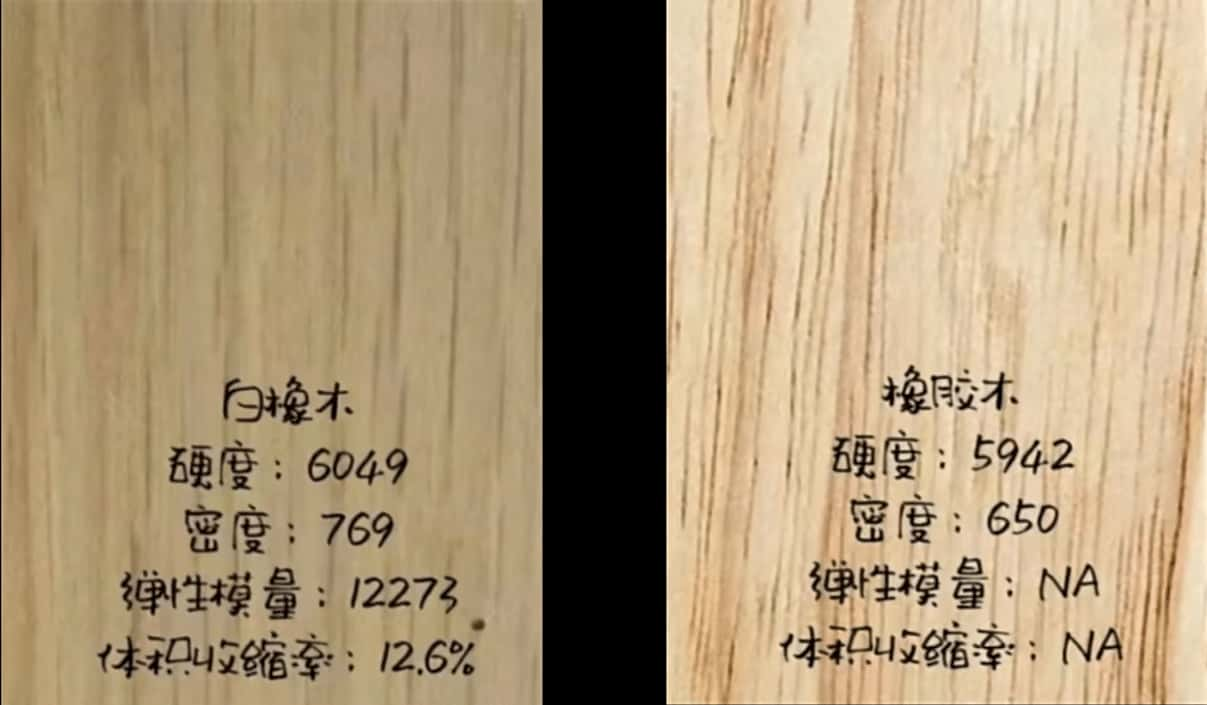 白橡木
硬度：6049
密度：769
弹性模量：12273
体积收缩率：12.6%
橡胶木
硬度：5942
密度：650
弹性模量：NA
体积收缩率：NA